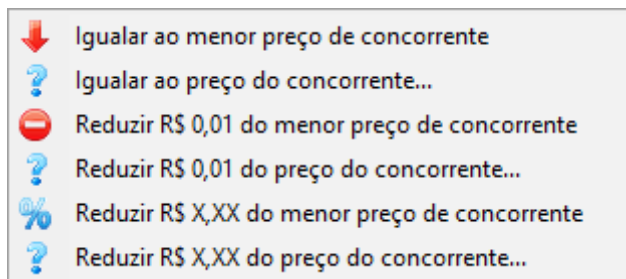 Igualar ao menor preço de concorrente
Igualar ao preço do concorrente...
Reduzir R$ 0,01 do menor preço de concorrente
Reduzir R$ 0,01 do preço do concorrente...
Reduzir R$ X,XX do menor preço de concorrente
Reduzir R$ X,XX do preço do concorrente...